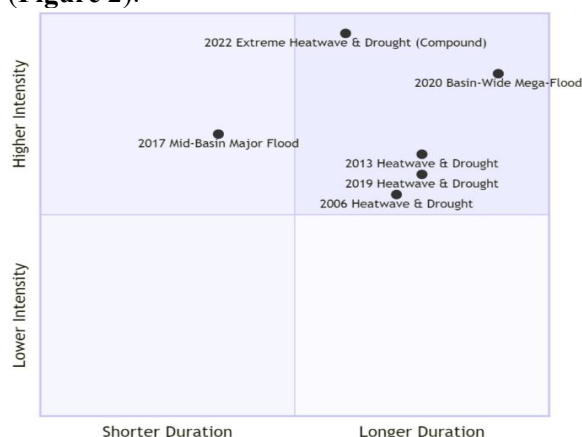 (Figure 2).
2022 Extreme Heatwave & Drought (Compound)
2020 Basin-Wide Mega-Flood
2017 Mid-Basin Major Flood
2013 Heatwave & Drought
2019 Heatwave & Drought
2006 Heatwave & Drought
Higher Intensity
Lower Intensity
Shorter Duration
Longer Duration